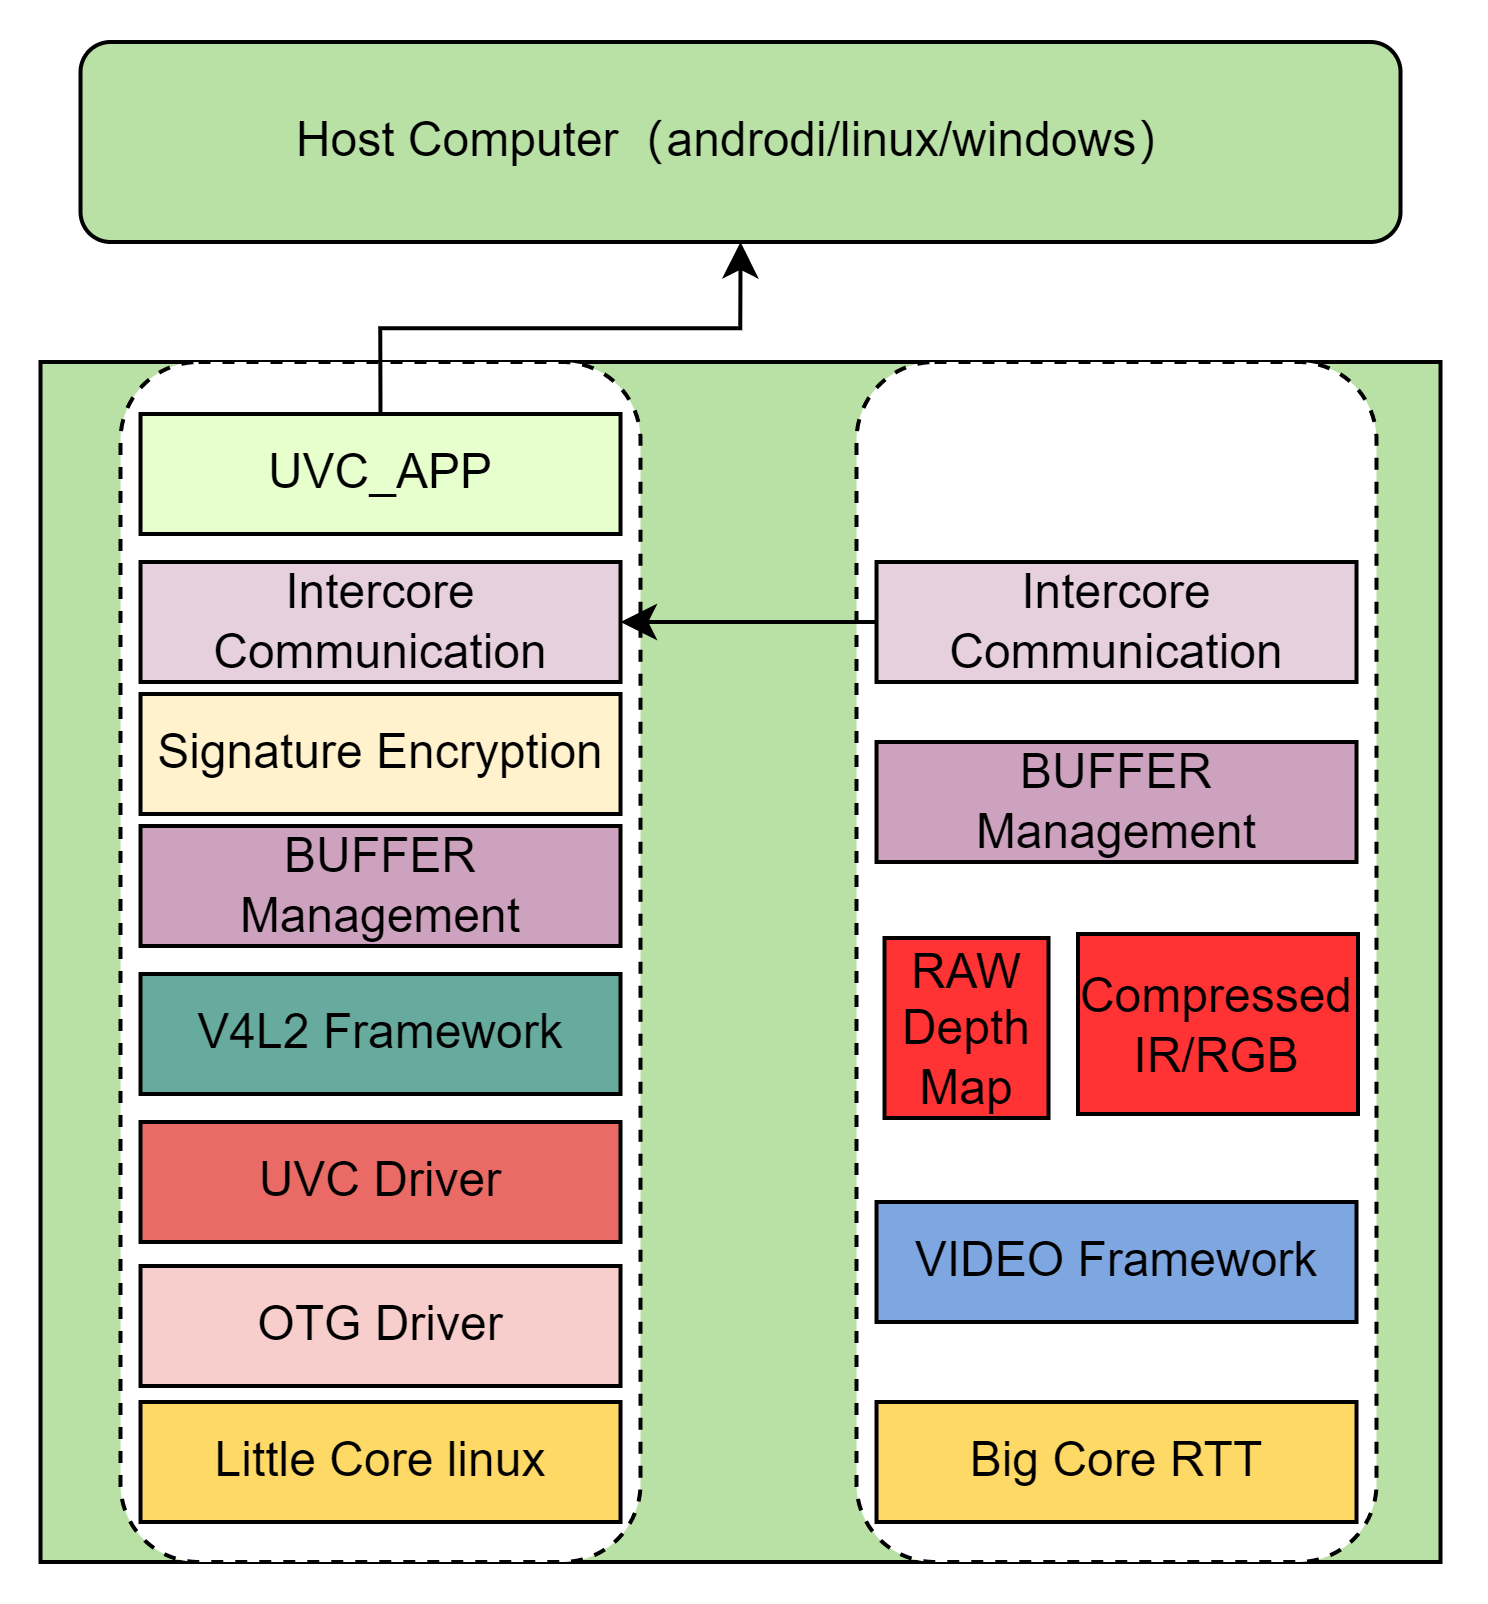 Host Computer（androdi/linux/windows）
UVC_APP
Intercore
Communication
Signature Encryption
BUFFER
Management
V4L2 Framework
UVC Driver
OTG Driver
Little Core linux
Intercore
Communication
BUFFER
Management
RAW
Depth
Map
Compressed
IR/RGB
VIDEO Framework
Big Core RTT